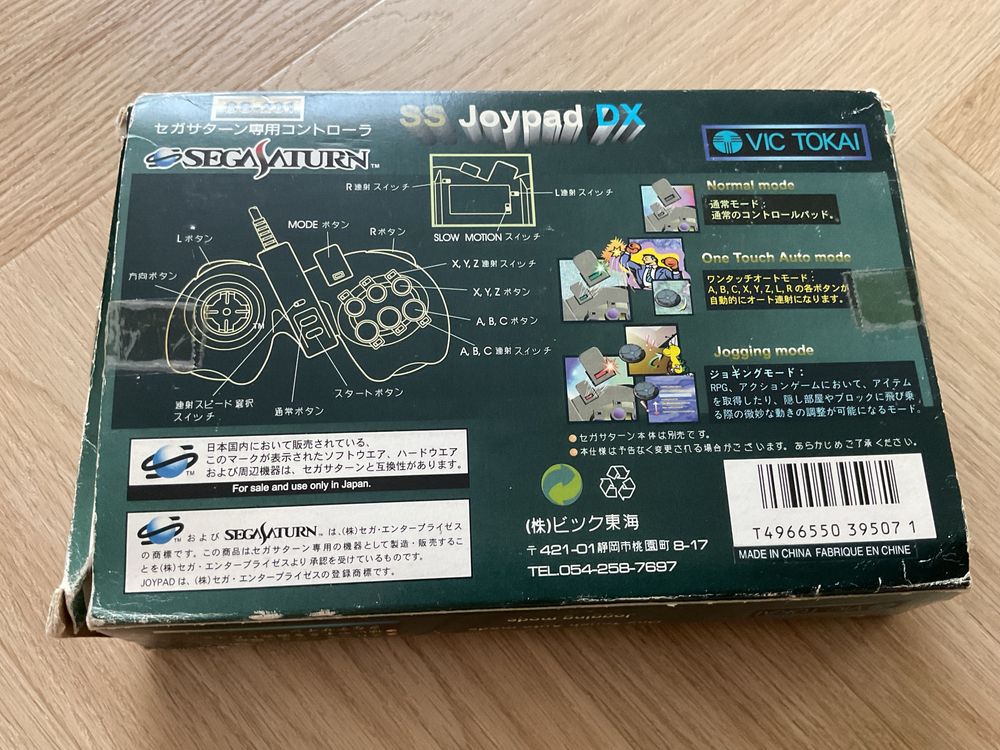 SS Joypad DX
セガサターン専用コントローラ
SEGA SATURN TM
VIC TOKAI
R連射スイッチ
L連射スイッチ
SLOW MOTION スイッチ
MODE ボタン
Lボタン
Rボタン
方向ボタン
X, Y, Z 連射スイッチ
X, Y, Z ボタン
A, B, C ボタン
A, B, C 連射スイッチ
TM
スタートボタン
連射スピード選択
スイッチ
通常ボタン
Normal mode
通常モード:
通常のコントロールパッド。
One Touch Auto mode
ワンタッチオートモード:
A, B, C, X, Y, Z, L, R の各ボタンが
自動的にオート連射になります。
Jogging mode
ジョギングモード:
RPG、アクションゲームにおいて、アイテム
を取得したり、隠し部屋やブロックに飛び乗
る際の微妙な動きの調整が可能になるモード。
セガサターン本体は別売です。
本仕様は予告なく変更される場合がございます。あらかじめご了承ください。
TM
日本国内において販売されている、
このマークが表示されたソフトウエア、ハードウエア
および周辺機器は、セガサターンと互換性があります。
For sale and use only in Japan.
TM および SEGA SATURN TM は、(株)セガ・エンタープライゼス
の商標です。この商品はセガサターン専用の機器として製造・販売するこ
とを(株)セガ・エンタープライゼスより承認を受けているものです。
JOYPAD は、(株)セガ・エンタープライゼスの登録商標です。
(株)ビック東海
〒421-01静岡市桃園町 8-17
TEL.054-258-7697
T4966550 39507 1
MADE IN CHINA FABRIQUE EN CHINE
Jogging mode